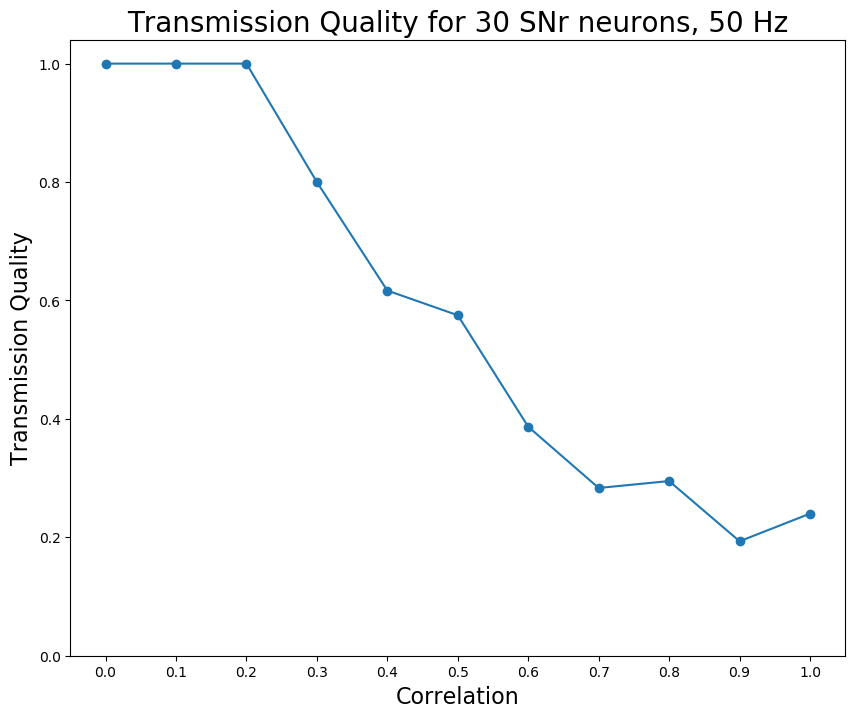 Transmission Quality for 30 SNr neurons, 50 Hz
Transmission Quality
1.0
0.8
0.6
0.4
0.2
0.0
0.0 0.1 0.2 0.3 0.4 0.5 0.6 0.7 0.8 0.9 1.0
Correlation